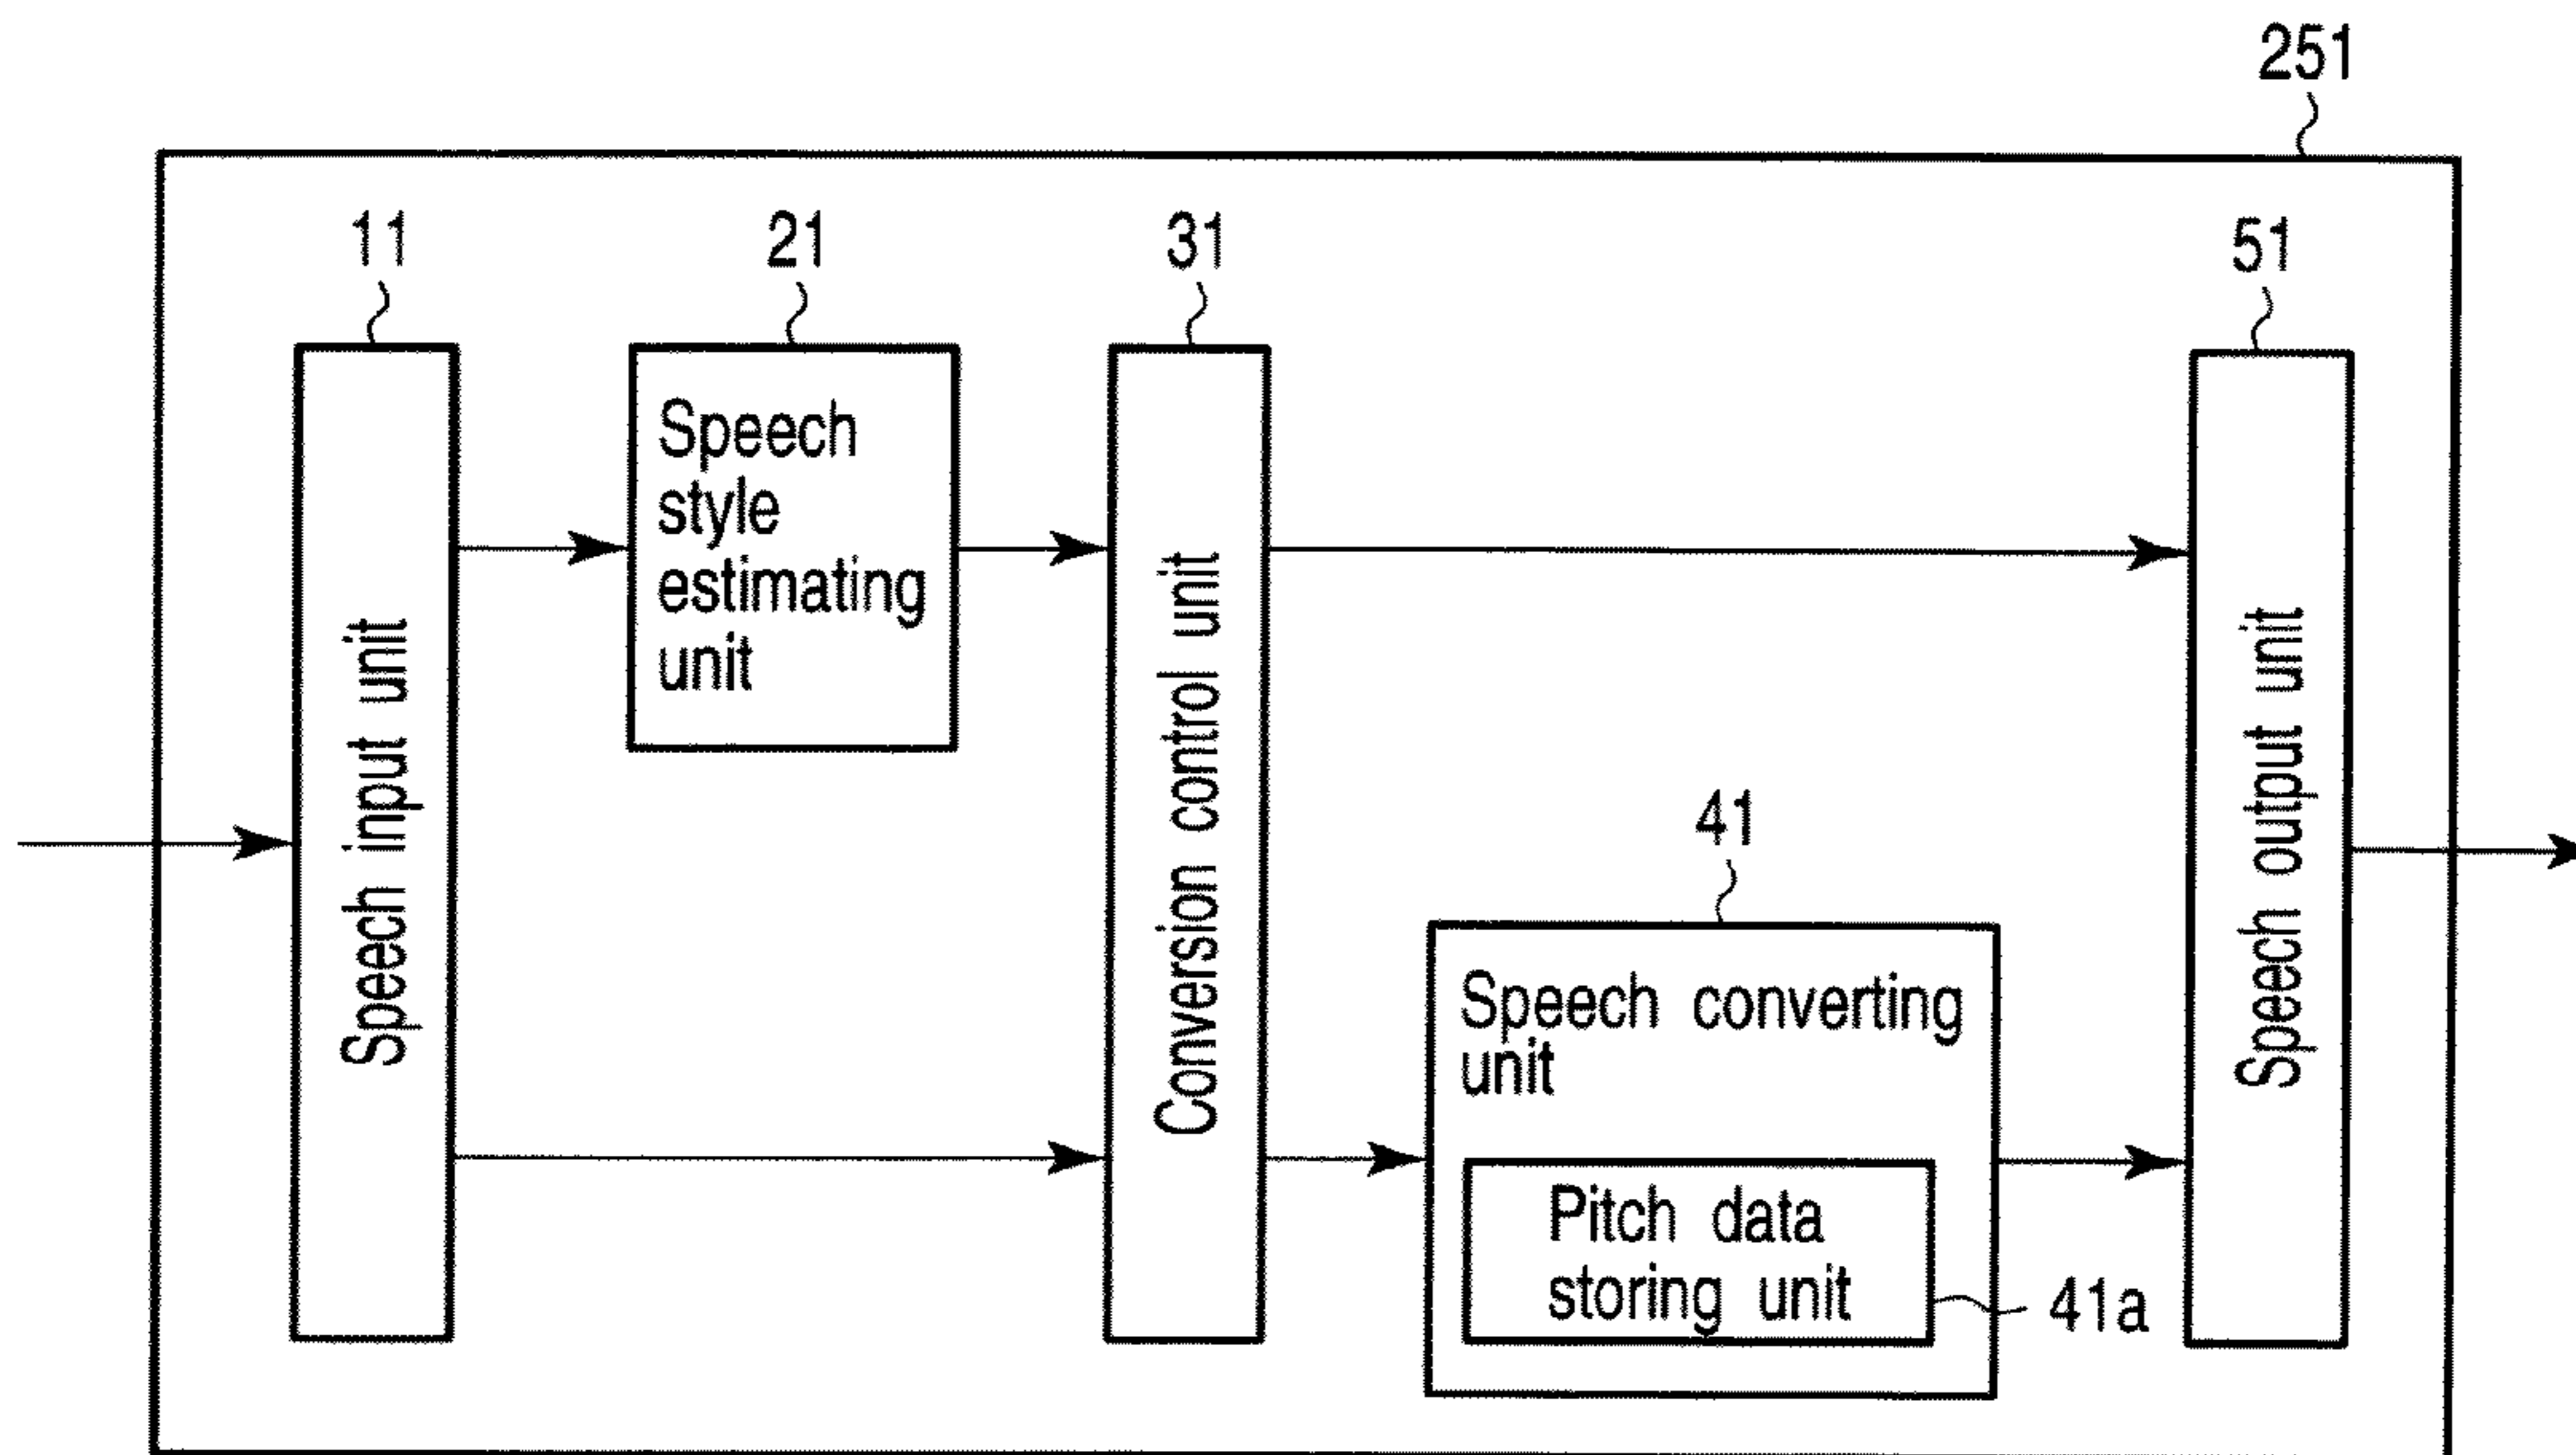 251
11
21
31
51
Speech input unit
Speech
style
estimating
unit
Conversion control unit
41
Speech converting
unit
Pitch data
storing unit
41a
Speech output unit